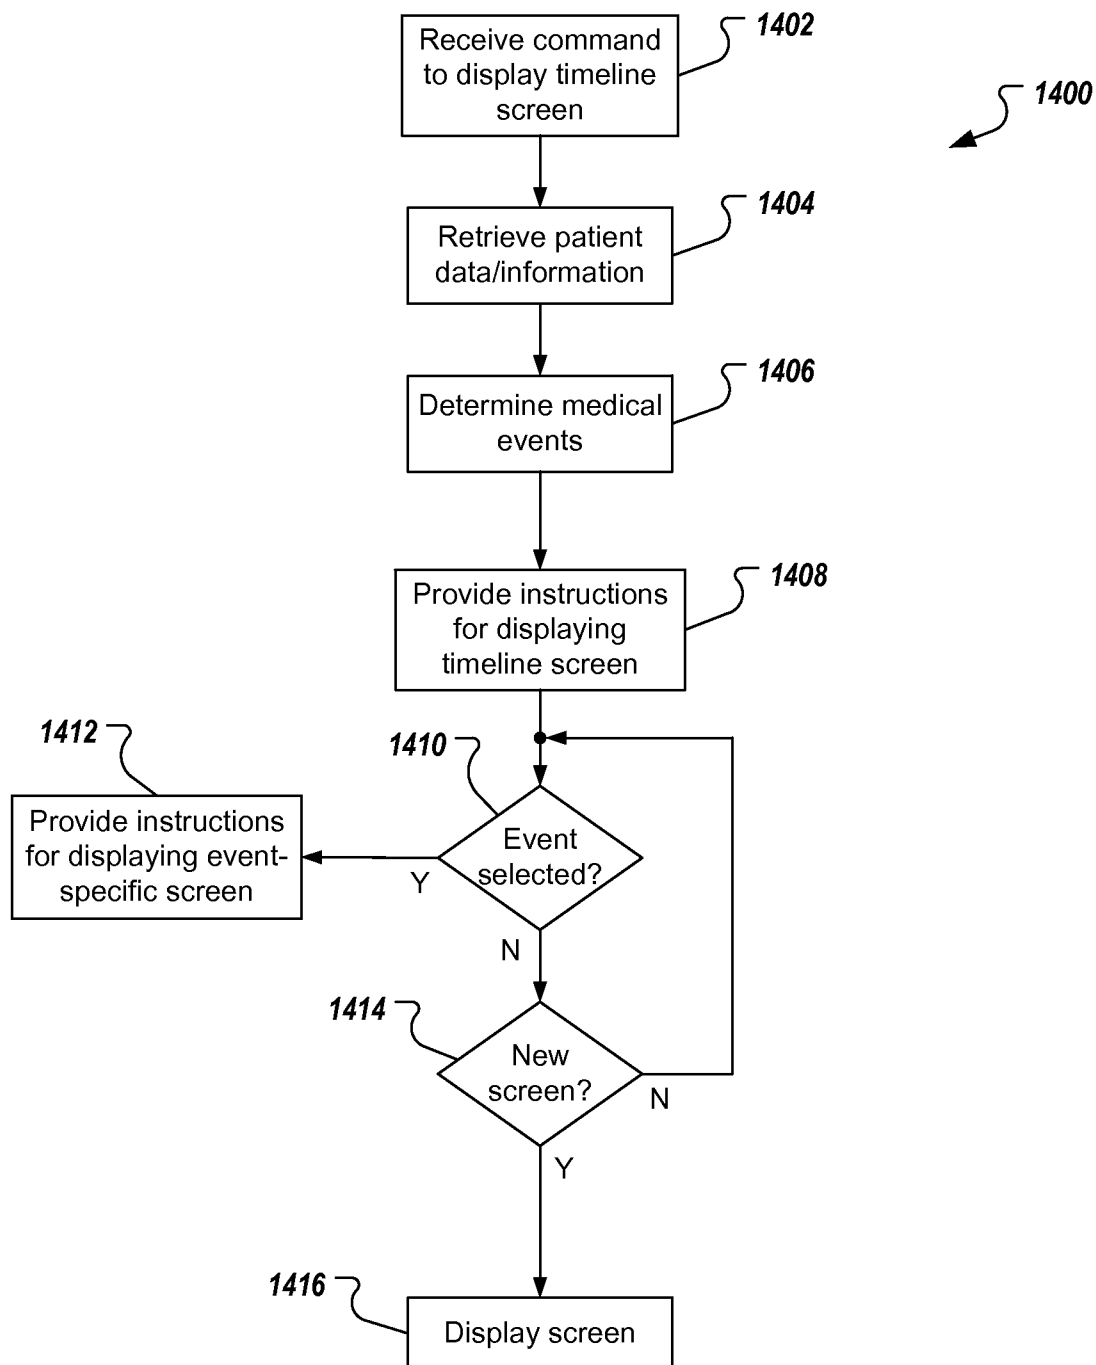 Receive command
to display timeline
screen
1402
1400
Retrieve patient
data/information
1404
Determine medical
events
1406
Provide instructions
for displaying
timeline screen
1408
1412
1410
Provide instructions
for displaying event-
specific screen
Event
selected?
Y
N
1414
New
screen?
N
Y
1416
Display screen